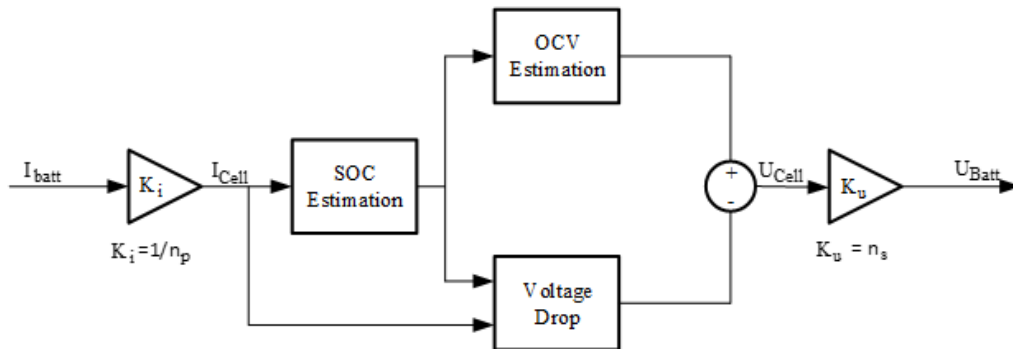 OCV
Estimation
I_batt
K_i
I_Cell
SOC
Estimation
+
-
U_Cell
K_u
U_Batt
K_i=1/n_p
K_u = n_s
Voltage
Drop